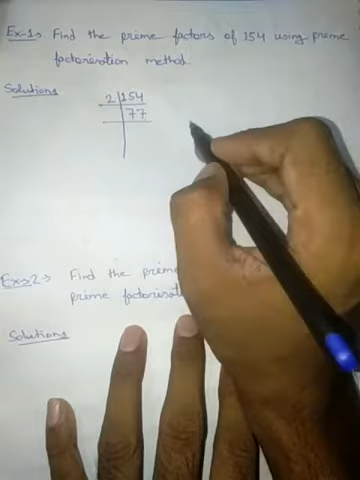 Ex-1> Find the prime factors of 154 using prime
factorisation method.
Solutions
2 154
77
Ex-2> Find the prime
prime factorisat
Solutions